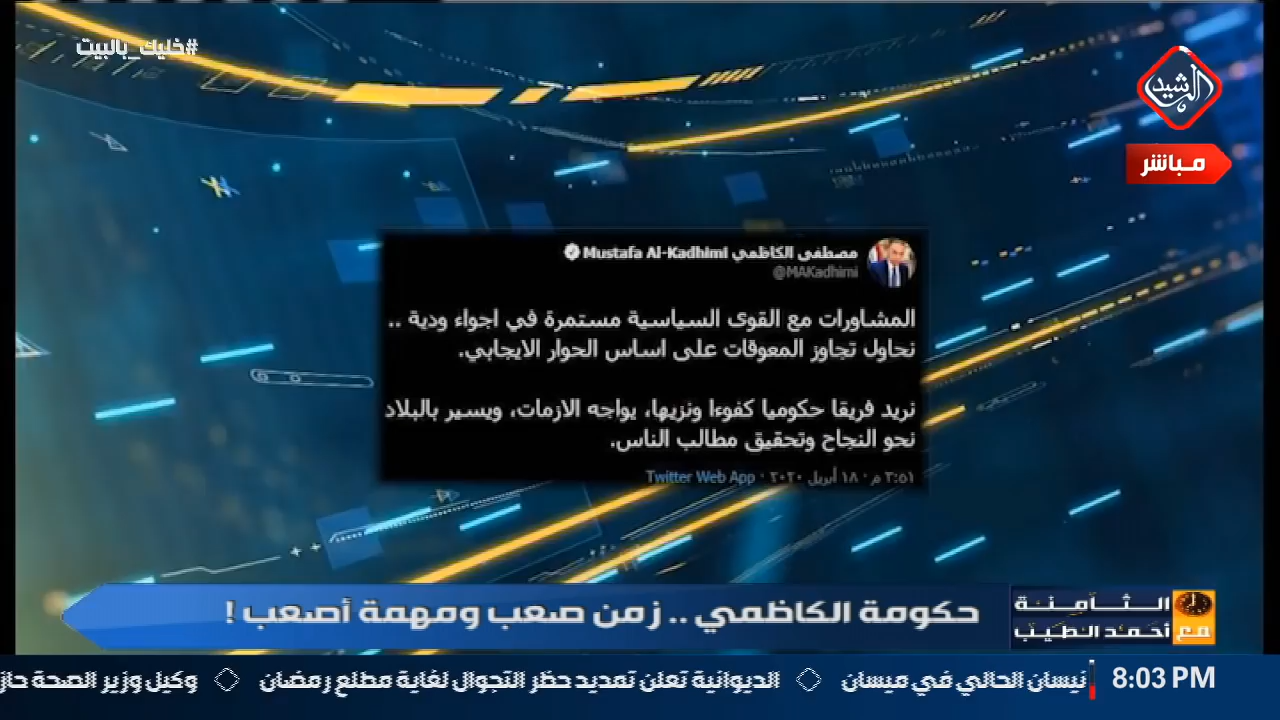 #خليك_بالبيت
الرشيد
مباشر
مصطفى الكاظمي Mustafa Al-Kadhimi
@MAKadhimi
المشاورات مع القوى السياسية مستمرة في اجواء ودية ..
نحاول تجاوز المعوقات على اساس الحوار الايجابي.
نريد فريقا حكوميا كفوءا ونزيها، يواجه الازمات، ويسير بالبلاد
نحو النجاح وتحقيق مطالب الناس.
٣:٥١ م · ١٨ أبريل ٢٠٢٠ · Twitter Web App
الثامنة
مع أحمد الطيب
حكومة الكاظمي .. زمن صعب ومهمة أصعب !
8:03 PM
نيسان الحالي في ميسان ◇ الديوانية تعلن تمديد حظر التجوال لغاية مطلع رمضان ◇ وكيل وزير الصحة حاز